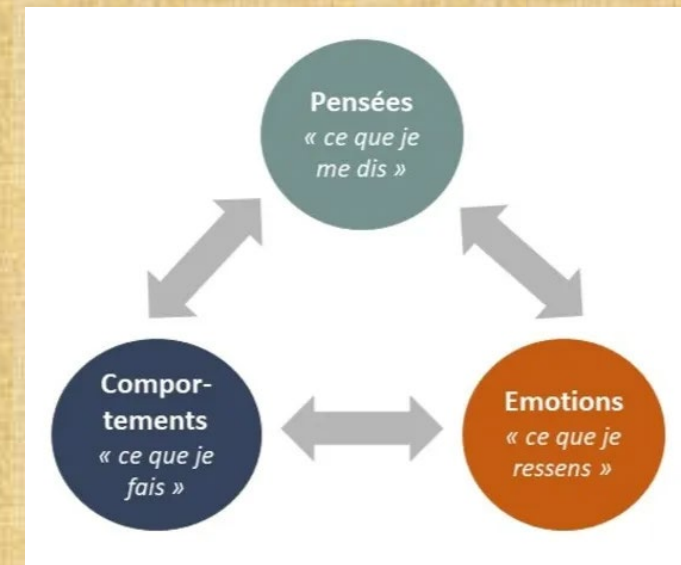 Pensées
« ce que je
me dis »
Compor-
tements
« ce que je
fais »
Emotions
« ce que je
ressens »